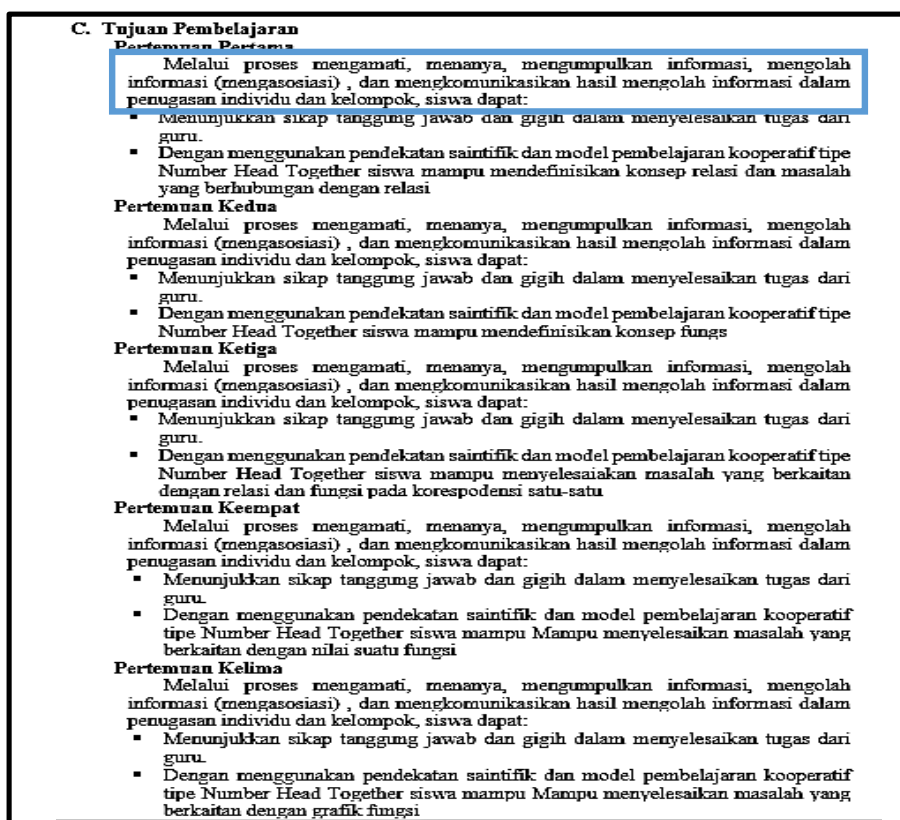 C. Tujuan Pembelajaran
Pertemuan Pertama
Melalui proses mengamati, menanya, mengumpulkan informasi, mengolah
informasi (mengasosiasi) , dan mengkomunikasikan hasil mengolah informasi dalam
penugasan individu dan kelompok, siswa dapat:
▪ Menunjukkan sikap tanggung jawab dan gigih dalam menyelesaikan tugas dari
guru.
▪ Dengan menggunakan pendekatan saintifik dan model pembelajaran kooperatif tipe
Number Head Together siswa mampu mendefinisikan konsep relasi dan masalah
yang berhubungan dengan relasi
Pertemuan Kedua
Melalui proses mengamati, menanya, mengumpulkan informasi, mengolah
informasi (mengasosiasi) , dan mengkomunikasikan hasil mengolah informasi dalam
penugasan individu dan kelompok, siswa dapat:
▪ Menunjukkan sikap tanggung jawab dan gigih dalam menyelesaikan tugas dari
guru.
▪ Dengan menggunakan pendekatan saintifik dan model pembelajaran kooperatif tipe
Number Head Together siswa mampu mendefinisikan konsep fungs
Pertemuan Ketiga
Melalui proses mengamati, menanya, mengumpulkan informasi, mengolah
informasi (mengasosiasi) , dan mengkomunikasikan hasil mengolah informasi dalam
penugasan individu dan kelompok, siswa dapat:
▪ Menunjukkan sikap tanggung jawab dan gigih dalam menyelesaikan tugas dari
guru.
▪ Dengan menggunakan pendekatan saintifik dan model pembelajaran kooperatif tipe
Number Head Together siswa mampu menyelesaiakan masalah yang berkaitan
dengan relasi dan fungsi pada korespodensi satu-satu
Pertemuan Keempat
Melalui proses mengamati, menanya, mengumpulkan informasi, mengolah
informasi (mengasosiasi) , dan mengkomunikasikan hasil mengolah informasi dalam
penugasan individu dan kelompok, siswa dapat:
▪ Menunjukkan sikap tanggung jawab dan gigih dalam menyelesaikan tugas dari
guru.
▪ Dengan menggunakan pendekatan saintifik dan model pembelajaran kooperatif
tipe Number Head Together siswa mampu Mampu menyelesaikan masalah yang
berkaitan dengan nilai suatu fungsi
Pertemuan Kelima
Melalui proses mengamati, menanya, mengumpulkan informasi, mengolah
informasi (mengasosiasi) , dan mengkomunikasikan hasil mengolah informasi dalam
penugasan individu dan kelompok, siswa dapat:
▪ Menunjukkan sikap tanggung jawab dan gigih dalam menyelesaikan tugas dari
guru.
▪ Dengan menggunakan pendekatan saintifik dan model pembelajaran kooperatif
tipe Number Head Together siswa mampu Mampu menyelesaikan masalah yang
berkaitan dengan grafik fungsi